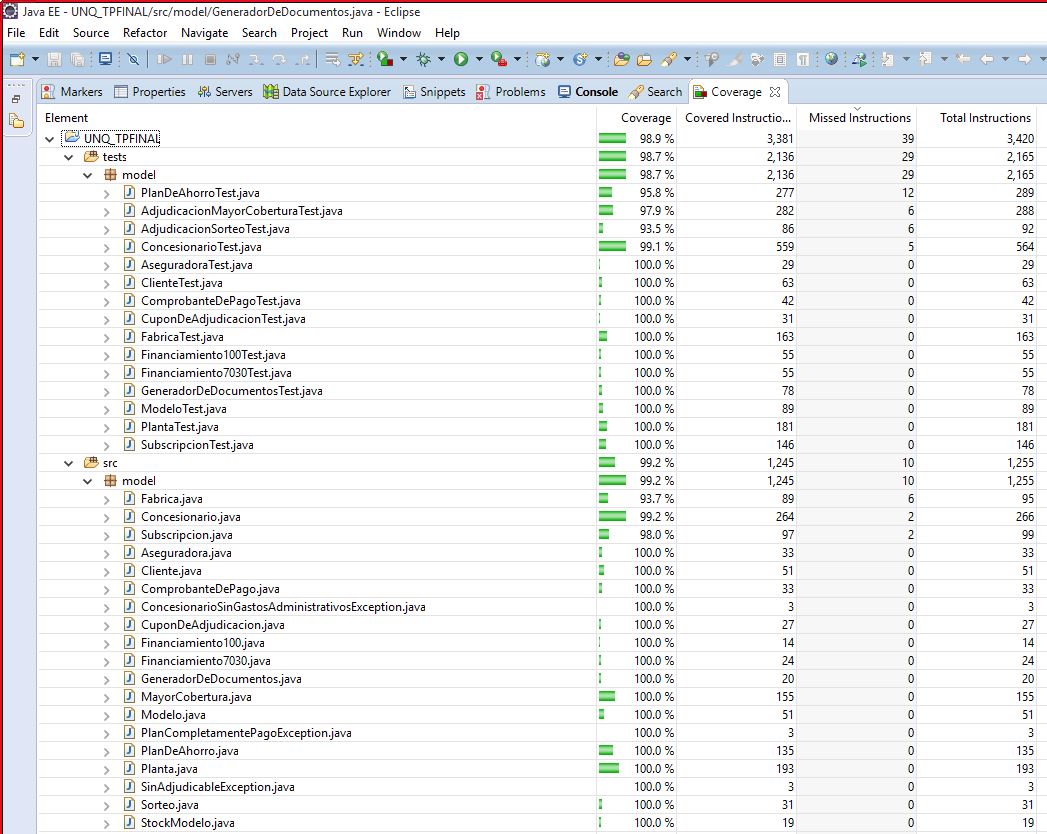 Java EE - UNQ_TPFINAL/src/model/GeneradorDeDocumentos.java - Eclipse
File Edit Source Refactor Navigate Search Project Run Window Help
Markers Properties Servers Data Source Explorer Snippets Problems Console Search Coverage
Element Coverage Covered Instructio... Missed Instructions Total Instructions
UNQ_TPFINAL 98.9 % 3,381 39 3,420
tests 98.7 % 2,136 29 2,165
model 98.7 % 2,136 29 2,165
PlanDeAhorroTest.java 95.8 % 277 12 289
AdjudicacionMayorCoberturaTest.java 97.9 % 282 6 288
AdjudicacionSorteoTest.java 93.5 % 86 6 92
ConcesionarioTest.java 99.1 % 559 5 564
AseguradoraTest.java 100.0 % 29 0 29
ClienteTest.java 100.0 % 63 0 63
ComprobanteDePagoTest.java 100.0 % 42 0 42
CuponDeAdjudicacionTest.java 100.0 % 31 0 31
FabricaTest.java 100.0 % 163 0 163
Financiamiento100Test.java 100.0 % 55 0 55
Financiamiento7030Test.java 100.0 % 55 0 55
GeneradorDeDocumentosTest.java 100.0 % 78 0 78
ModeloTest.java 100.0 % 89 0 89
PlantaTest.java 100.0 % 181 0 181
SubscripcionTest.java 100.0 % 146 0 146
src 99.2 % 1,245 10 1,255
model 99.2 % 1,245 10 1,255
Fabrica.java 93.7 % 89 6 95
Concesionario.java 99.2 % 264 2 266
Subscripcion.java 98.0 % 97 2 99
Aseguradora.java 100.0 % 33 0 33
Cliente.java 100.0 % 51 0 51
ComprobanteDePago.java 100.0 % 33 0 33
ConcesionarioSinGastosAdministrativosException.java 100.0 % 3 0 3
CuponDeAdjudicacion.java 100.0 % 27 0 27
Financiamiento100.java 100.0 % 14 0 14
Financiamiento7030.java 100.0 % 24 0 24
GeneradorDeDocumentos.java 100.0 % 20 0 20
MayorCobertura.java 100.0 % 155 0 155
Modelo.java 100.0 % 51 0 51
PlanCompletamentePagoException.java 100.0 % 3 0 3
PlanDeAhorro.java 100.0 % 135 0 135
Planta.java 100.0 % 193 0 193
SinAdjudicableException.java 100.0 % 3 0 3
Sorteo.java 100.0 % 31 0 31
StockModelo.java 100.0 % 19 0 19